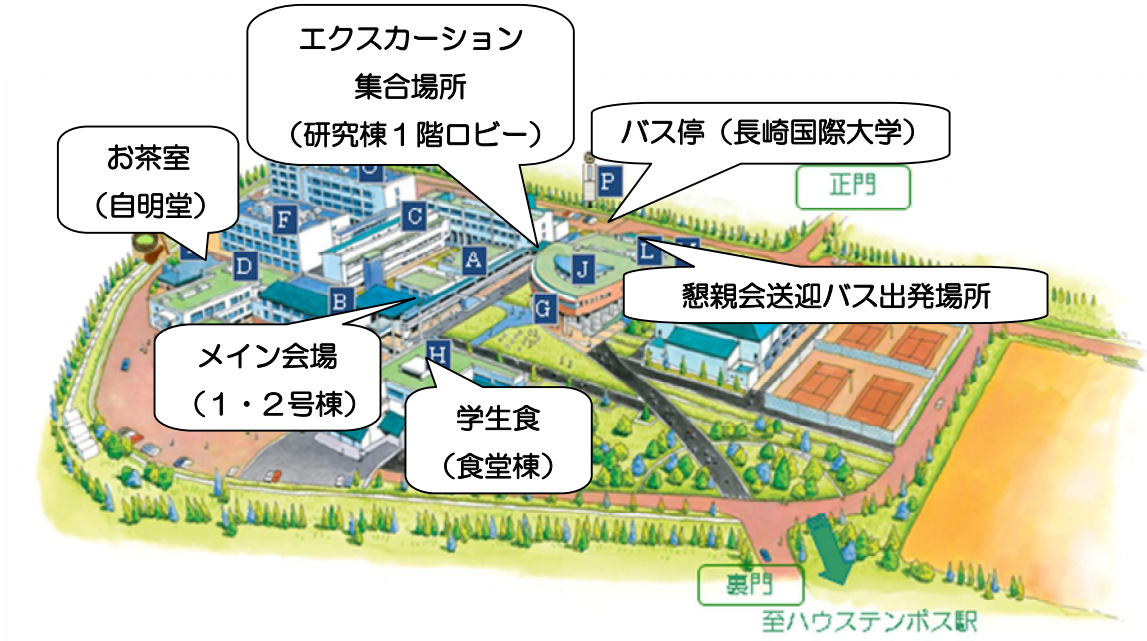 エクスカーション
集合場所
（研究棟１階ロビー）
バス停（長崎国際大学）
お茶室
（自明堂）
正門
P
F
C
D
A
L
J
B
G
懇親会送迎バス出発場所
メイン会場
（１・２号棟）
H
学生食
（食堂棟）
裏門
至ハウステンボス駅